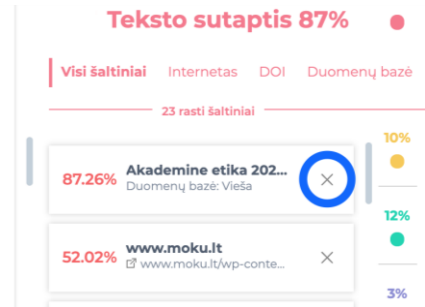 Teksto sutaptis 87%
Visi šaltiniai Internetas DOI Duomenų bazė
23 rasti šaltiniai
10%
87.26% Akademine etika 202...
Duomenų bazė: Vieša
12%
52.02% www.moku.lt
www.moku.lt/wp-conte...
3%